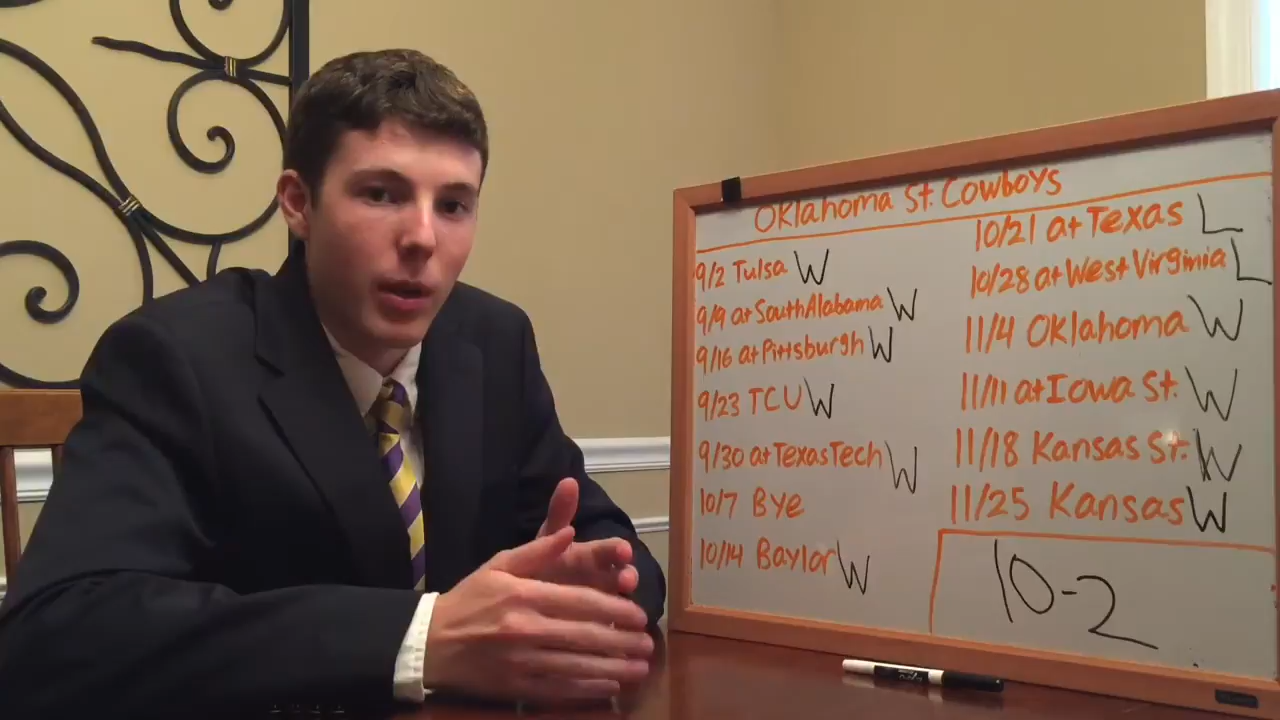 Oklahoma St. Cowboys
9/2 Tulsa W
9/9 at South Alabama W
9/16 at Pittsburgh W
9/23 TCU W
9/30 at Texas Tech W
10/7 Bye
10/14 Baylor W
10/21 at Texas L
10/28 at West Virginia L
11/4 Oklahoma W
11/11 at Iowa St. W
11/18 Kansas St. W
11/25 Kansas W
10-2